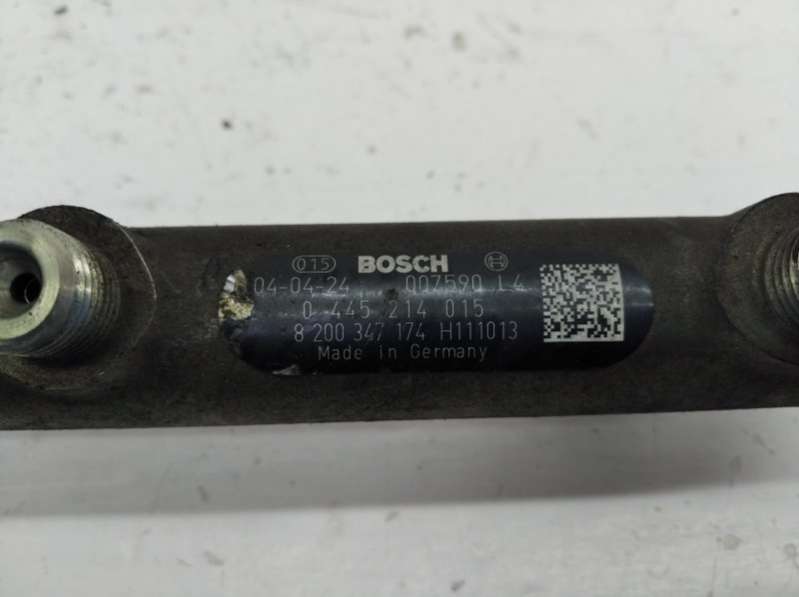 015 BOSCH
04-04-24 007590 L4
0 445 214 015
8 200 347 174 H111013
Made in Germany